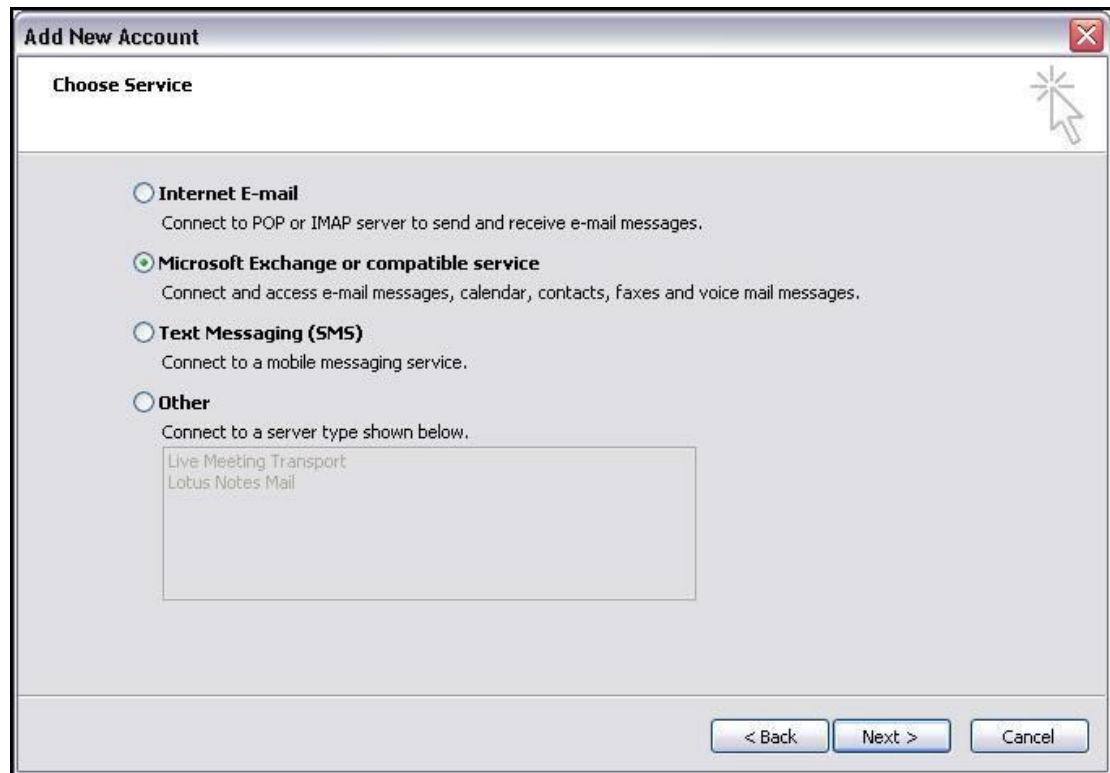 Add New Account
Choose Service
Internet E-mail
Connect to POP or IMAP server to send and receive e-mail messages.
Microsoft Exchange or compatible service
Connect and access e-mail messages, calendar, contacts, faxes and voice mail messages.
Text Messaging (SMS)
Connect to a mobile messaging service.
Other
Connect to a server type shown below.
Live Meeting Transport
Lotus Notes Mail
< Back Next > Cancel